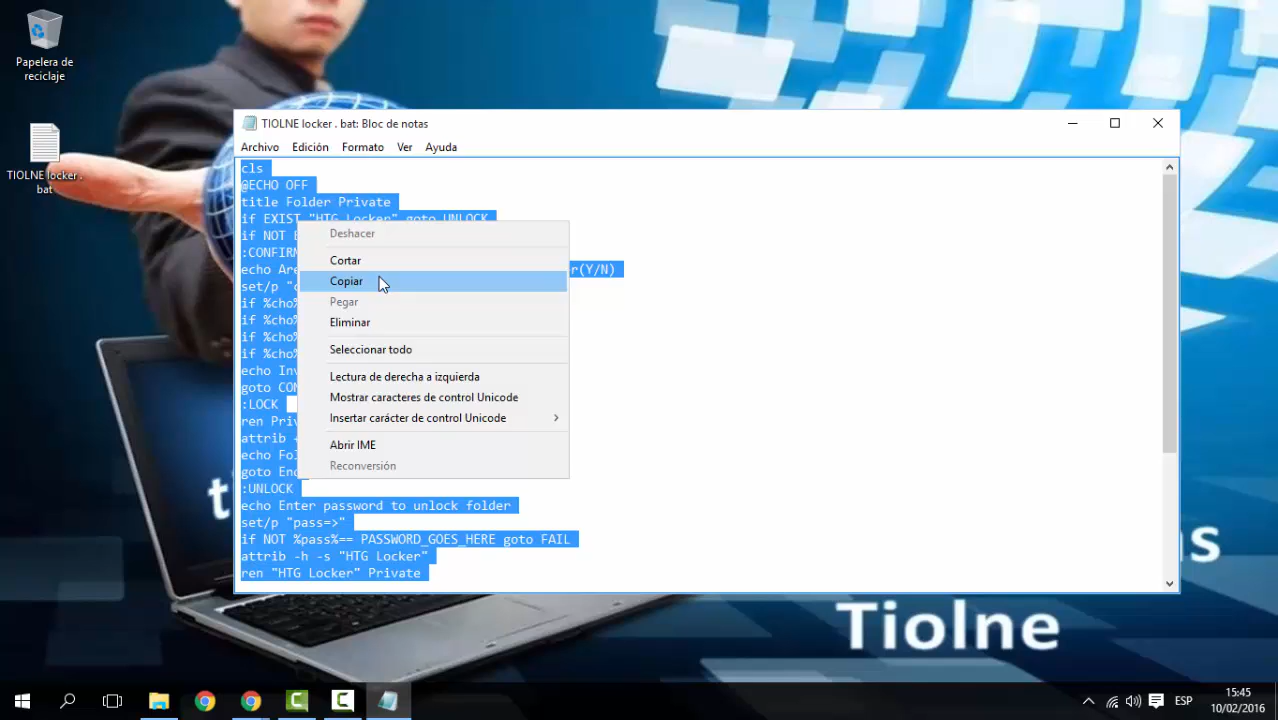 Papelera de
reciclaje
TIOLNE locker .
bat
TIOLNE locker . bat: Bloc de notas
Archivo Edición Formato Ver Ayuda
cls
@ECHO OFF
title Folder Private
if EXIST "HTG Locker" goto UNLOCK
if NOT
:CONFIRM
echo Are r(Y/N)
set/p "c
if %cho%
if %cho%
if %cho%
if %cho%
echo Inv
goto CON
:LOCK
ren Priv
attrib
echo Fol
goto End
:UNLOCK
echo Enter password to unlock folder
set/p "pass=>"
if NOT %pass%== PASSWORD_GOES_HERE goto FAIL
attrib -h -s "HTG Locker"
ren "HTG Locker" Private
Deshacer
Cortar
Copiar
Pegar
Eliminar
Seleccionar todo
Lectura de derecha a izquierda
Mostrar caracteres de control Unicode
Insertar carácter de control Unicode
Abrir IME
Reconversión
Tiolne
ESP
15:45
10/02/2016